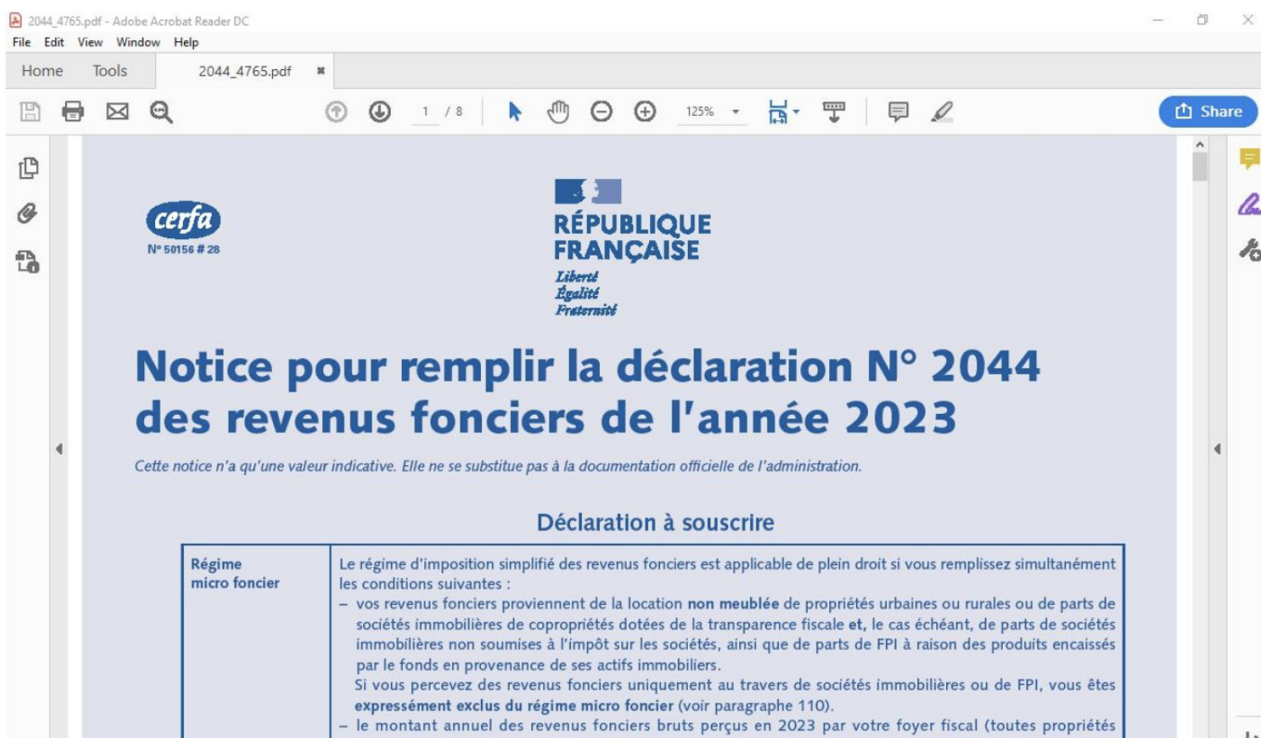 2044_4765.pdf - Adobe Acrobat Reader DC
File Edit View Window Help
Home Tools 2044_4765.pdf
1 / 8 125% Share
cerfa
N° 50156 # 28
RÉPUBLIQUE
FRANÇAISE
Liberté
Égalité
Fraternité
Notice pour remplir la déclaration N° 2044
des revenus fonciers de l'année 2023
Cette notice n'a qu'une valeur indicative. Elle ne se substitue pas à la documentation officielle de l'administration.
Déclaration à souscrire
Régime
micro foncier
Le régime d'imposition simplifié des revenus fonciers est applicable de plein droit si vous remplissez simultanément
les conditions suivantes :
– vos revenus fonciers proviennent de la location non meublée de propriétés urbaines ou rurales ou de parts de
sociétés immobilières de copropriétés dotées de la transparence fiscale et, le cas échéant, de parts de sociétés
immobilières non soumises à l'impôt sur les sociétés, ainsi que de parts de FPI à raison des produits encaissés
par le fonds en provenance de ses actifs immobiliers.
Si vous percevez des revenus fonciers uniquement au travers de sociétés immobilières ou de FPI, vous êtes
expressément exclus du régime micro foncier (voir paragraphe 110).
– le montant annuel des revenus fonciers bruts perçus en 2023 par votre foyer fiscal (toutes propriétés